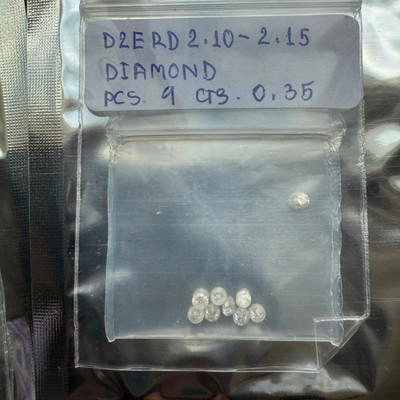 D2ERD 2.10-2.15
DIAMOND
PCS. 9 CTS. 0.35